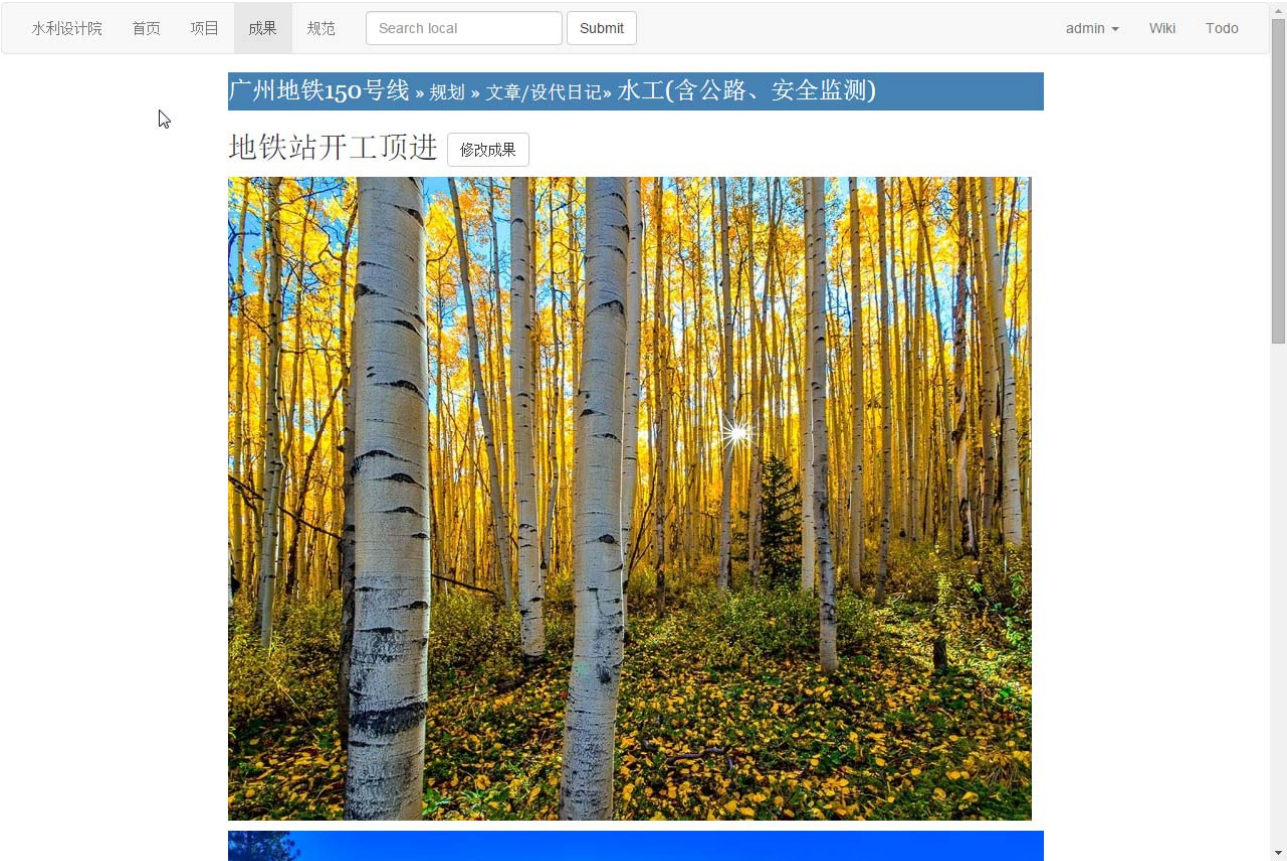 水利设计院 首页 项目 成果 规范 Search local Submit admin Wiki Todo
广州地铁150号线 » 规划 » 文章/设代日记» 水工(含公路、安全监测)
地铁站开工顶进 修改成果